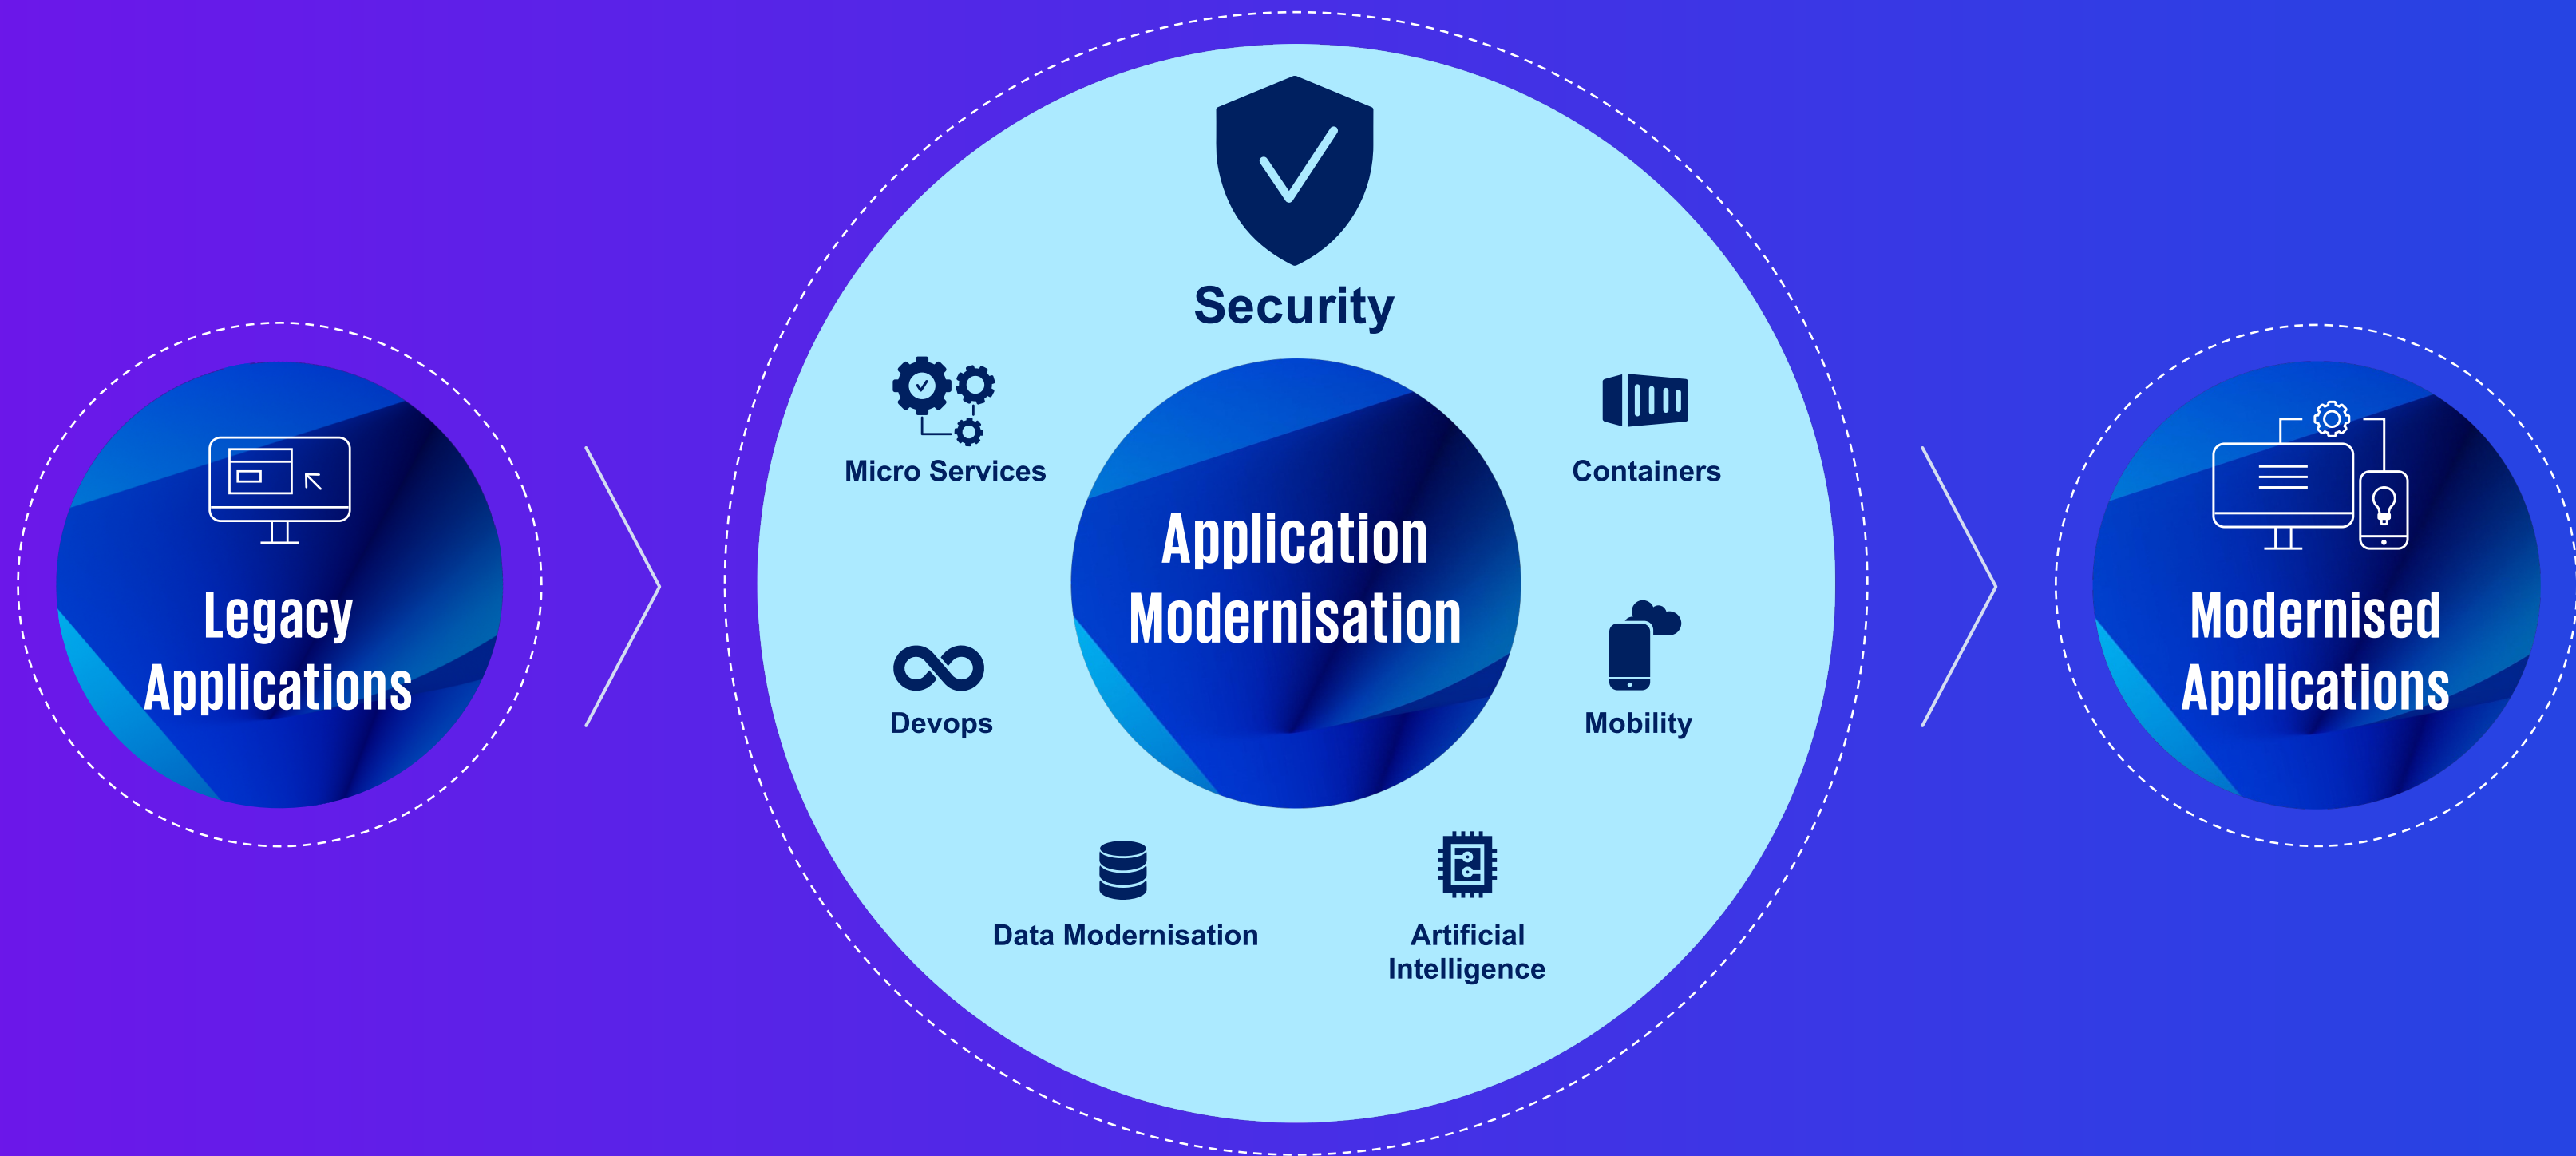 Legacy
Applications
Security
Micro Services
Containers
Application
Modernisation
Devops
Mobility
Data Modernisation
Artificial
Intelligence
Modernised
Applications